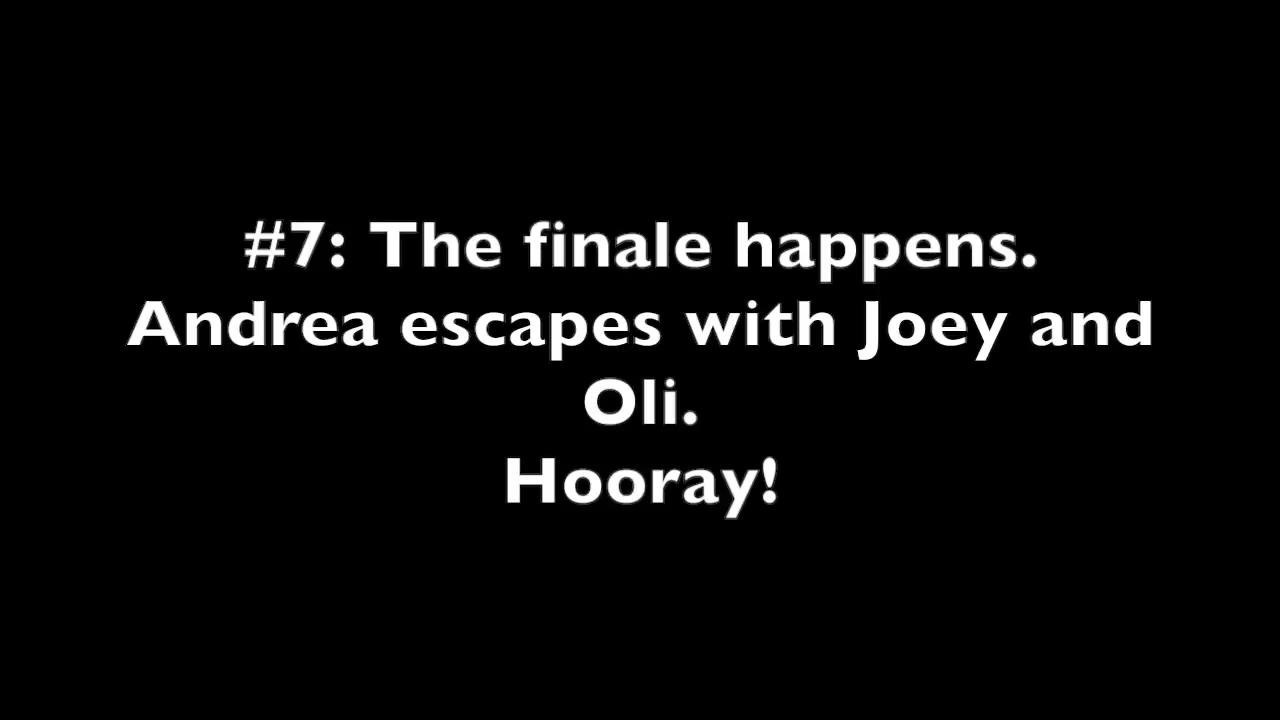 #7: The finale happens.
Andrea escapes with Joey and
Oli.
Hooray!